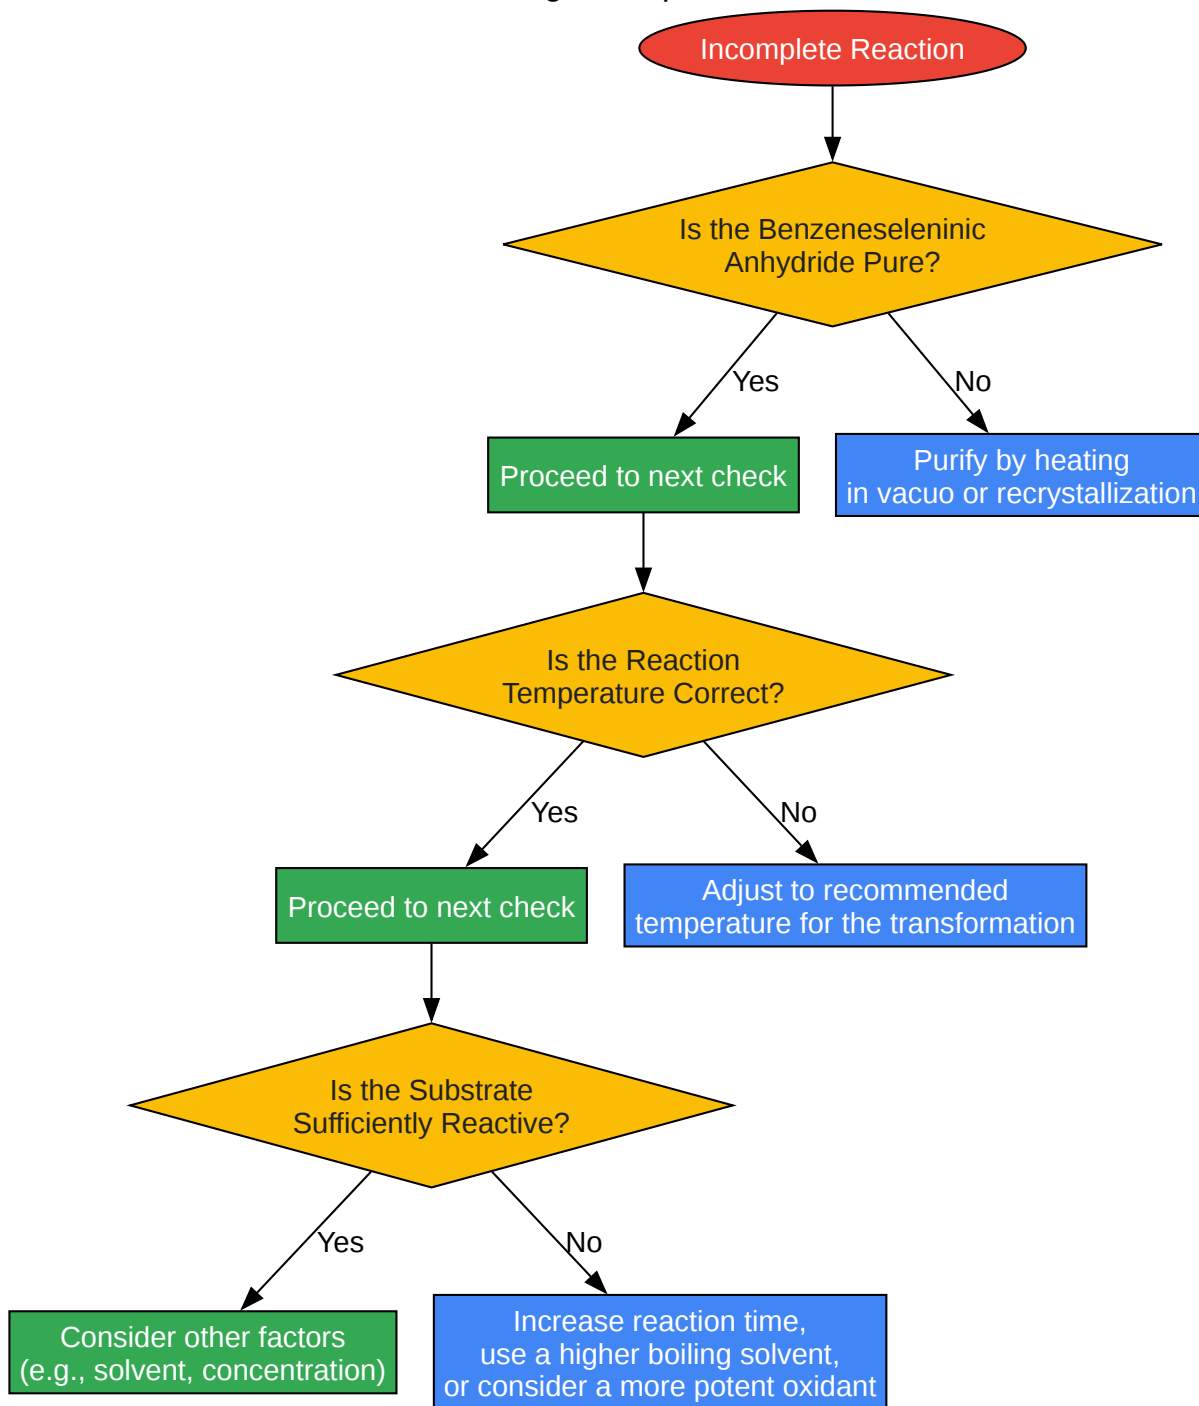 Incomplete Reaction
Is the Benzeneseleninic
Anhydride Pure?
Yes
No
Proceed to next check
Purify by heating
in vacuo or recrystallization
Is the Reaction
Temperature Correct?
Yes
No
Proceed to next check
Adjust to recommended
temperature for the transformation
Is the Substrate
Sufficiently Reactive?
Yes
No
Consider other factors
(e.g., solvent, concentration)
Increase reaction time,
use a higher boiling solvent,
or consider a more potent oxidant